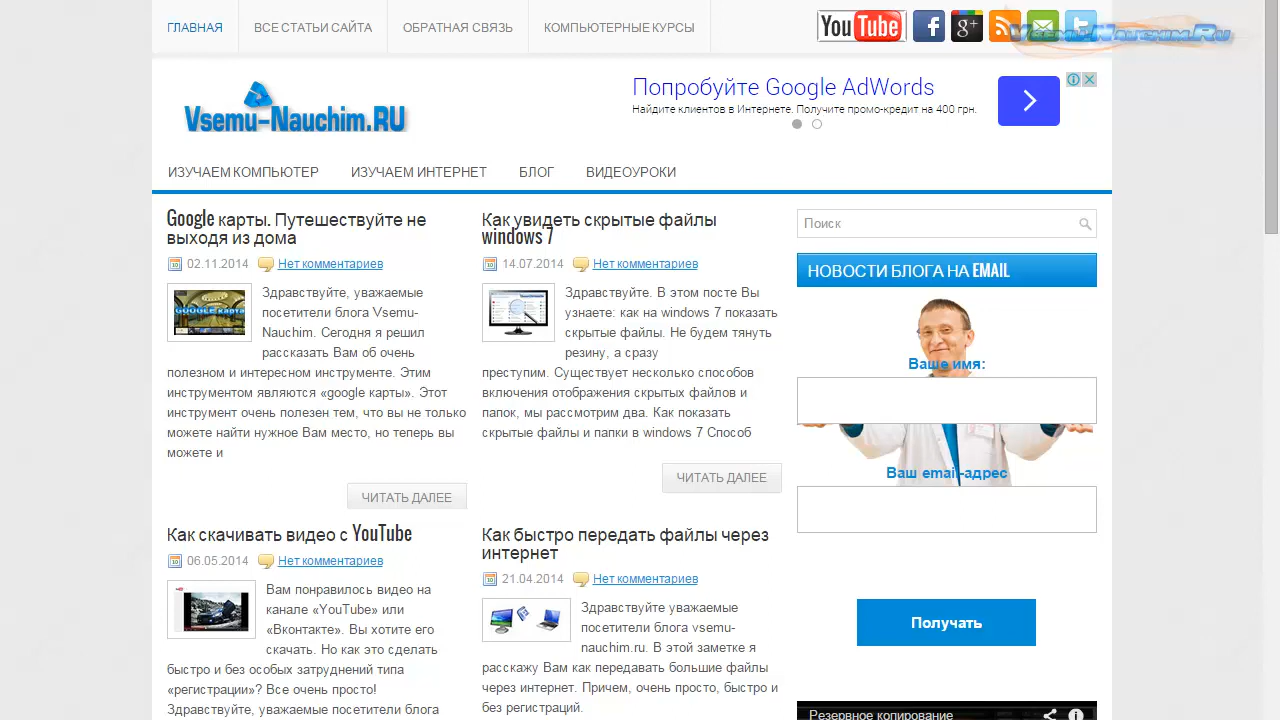 ГЛАВНАЯ
ВСЕ СТАТЬИ САЙТА
ОБРАТНАЯ СВЯЗЬ
КОМПЬЮТЕРНЫЕ КУРСЫ
YouTube
Vsemu-Nauchim.Ru
Vsemu-Nauchim.RU
Попробуйте Google AdWords
Найдите клиентов в Интернете. Получите промо-кредит на 400 грн.
ИЗУЧАЕМ КОМПЬЮТЕР
ИЗУЧАЕМ ИНТЕРНЕТ
БЛОГ
ВИДЕОУРОКИ
Google карты. Путешествуйте не
выходя из дома
02.11.2014
Нет комментариев
Здравствуйте, уважаемые
посетители блога Vsemu-
Nauchim. Сегодня я решил
рассказать Вам об очень
полезном и интересном инструменте. Этим
инструментом являются «google карты». Этот
инструмент очень полезен тем, что вы не только
можете найти нужное Вам место, но теперь вы
можете и
ЧИТАТЬ ДАЛЕЕ
Как увидеть скрытые файлы
windows 7
14.07.2014
Нет комментариев
Здравствуйте. В этом посте Вы
узнаете: как на windows 7 показать
скрытые файлы. Не будем тянуть
резину, а сразу
преступим. Существует несколько способов
включения отображения скрытых файлов и
папок, мы рассмотрим два. Как показать
скрытые файлы и папки в windows 7 Способ
ЧИТАТЬ ДАЛЕЕ
Как скачивать видео с YouTube
06.05.2014
Нет комментариев
Вам понравилось видео на
канале «YouTube» или
«Вконтакте». Вы хотите его
скачать. Но как это сделать
быстро и без особых затруднений типа
«регистрации»? Все очень просто!
Здравствуйте, уважаемые посетители блога
Как быстро передать файлы через
интернет
21.04.2014
Нет комментариев
Здравствуйте уважаемые
посетители блога vsemu-
nauchim.ru. В этой заметке я
расскажу Вам как передавать большие файлы
через интернет. Причем, очень просто, быстро и
без регистраций.
Поиск
НОВОСТИ БЛОГА НА EMAIL
Ваше имя:
Ваш email-адрес
Получать
Резервное копирование